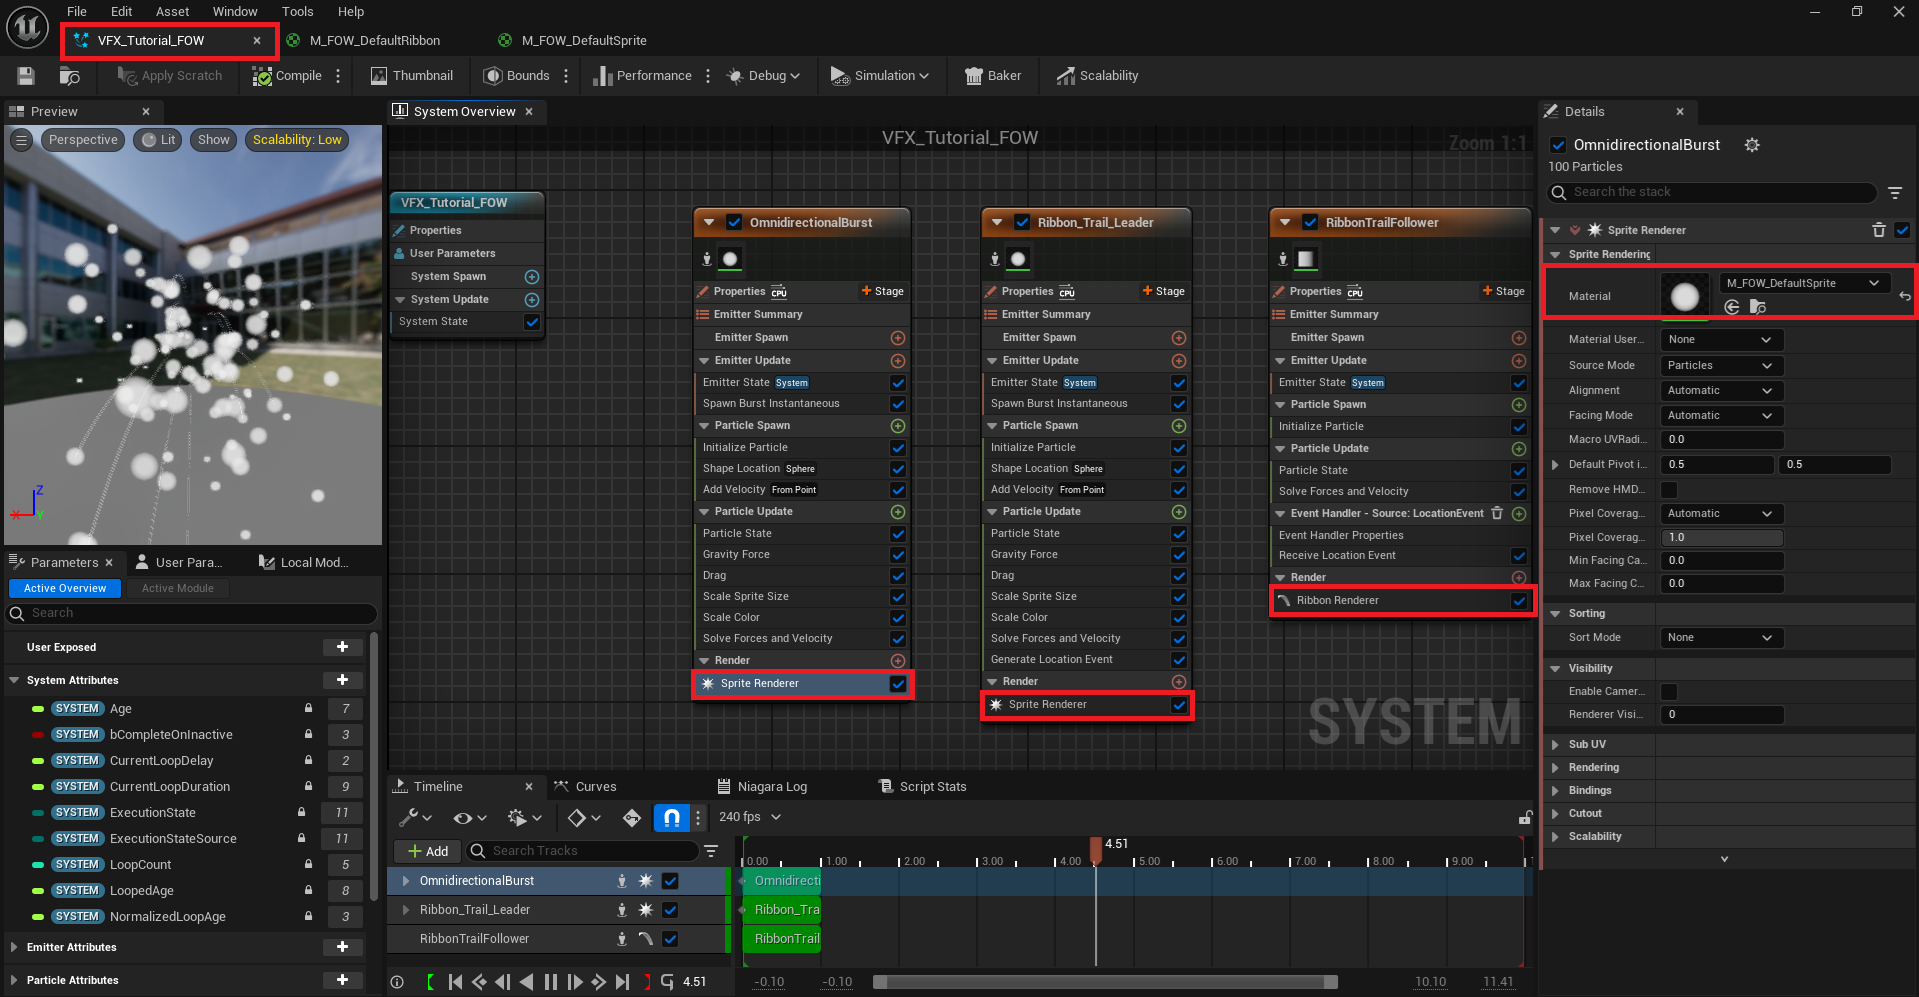 File Edit Asset Window Tools Help
VFX_Tutorial_FOW
M_FOW_DefaultRibbon
M_FOW_DefaultSprite
Apply Scratch
Compile
Thumbnail
Bounds
Performance
Debug
Simulation
Baker
Scalability
Preview
Perspective
Lit
Show
Scalability: Low
Z
X
Y
Parameters
User Para...
Local Mod...
Active Overview
Active Module
Search
User Exposed
System Attributes
SYSTEM Age 7
SYSTEM bCompleteOnInactive 3
SYSTEM CurrentLoopDelay 2
SYSTEM CurrentLoopDuration 9
SYSTEM ExecutionState 11
SYSTEM ExecutionStateSource 11
SYSTEM LoopCount 5
SYSTEM LoopedAge 8
SYSTEM NormalizedLoopAge 3
Emitter Attributes
Particle Attributes
System Overview
VFX_Tutorial_FOW
Zoom 1:1
VFX_Tutorial_FOW
Properties
User Parameters
System Spawn
System Update
System State
OmnidirectionalBurst
Properties CPU Stage
Emitter Summary
Emitter Spawn
Emitter Update
Emitter State System
Spawn Burst Instantaneous
Particle Spawn
Initialize Particle
Shape Location Sphere
Add Velocity From Point
Particle Update
Particle State
Gravity Force
Drag
Scale Sprite Size
Scale Color
Solve Forces and Velocity
Render
Sprite Renderer
Ribbon_Trail_Leader
Properties CPU Stage
Emitter Summary
Emitter Spawn
Emitter Update
Emitter State System
Spawn Burst Instantaneous
Particle Spawn
Initialize Particle
Shape Location Sphere
Add Velocity From Point
Particle Update
Particle State
Gravity Force
Drag
Scale Sprite Size
Scale Color
Solve Forces and Velocity
Generate Location Event
Render
Sprite Renderer
RibbonTrailFollower
Properties CPU Stage
Emitter Summary
Emitter Spawn
Emitter Update
Emitter State System
Particle Spawn
Initialize Particle
Particle Update
Particle State
Solve Forces and Velocity
Event Handler - Source: LocationEvent
Event Handler Properties
Receive Location Event
Render
Ribbon Renderer
SYSTEM
Timeline
Curves
Niagara Log
Script Stats
240 fps
Add
Search Tracks
4.51
0.00 1.00 2.00 3.00 4.00 5.00 6.00 7.00 8.00 9.00 1
OmnidirectionalBurst
Omnidirecti
Ribbon_Trail_Leader
Ribbon_Tra
RibbonTrailFollower
RibbonTrail
4.51
-0.10 -0.10 10.10 11.41
Details
OmnidirectionalBurst
100 Particles
Search the stack
Sprite Renderer
Sprite Rendering
Material M_FOW_DefaultSprite
Material User... None
Source Mode Particles
Alignment Automatic
Facing Mode Automatic
Macro UVRadi... 0.0
Default Pivot i... 0.5 0.5
Remove HMD...
Pixel Coverag... Automatic
Pixel Coverag... 1.0
Min Facing Ca... 0.0
Max Facing C... 0.0
Sorting
Sort Mode None
Visibility
Enable Camer...
Renderer Visi... 0
Sub UV
Rendering
Bindings
Cutout
Scalability